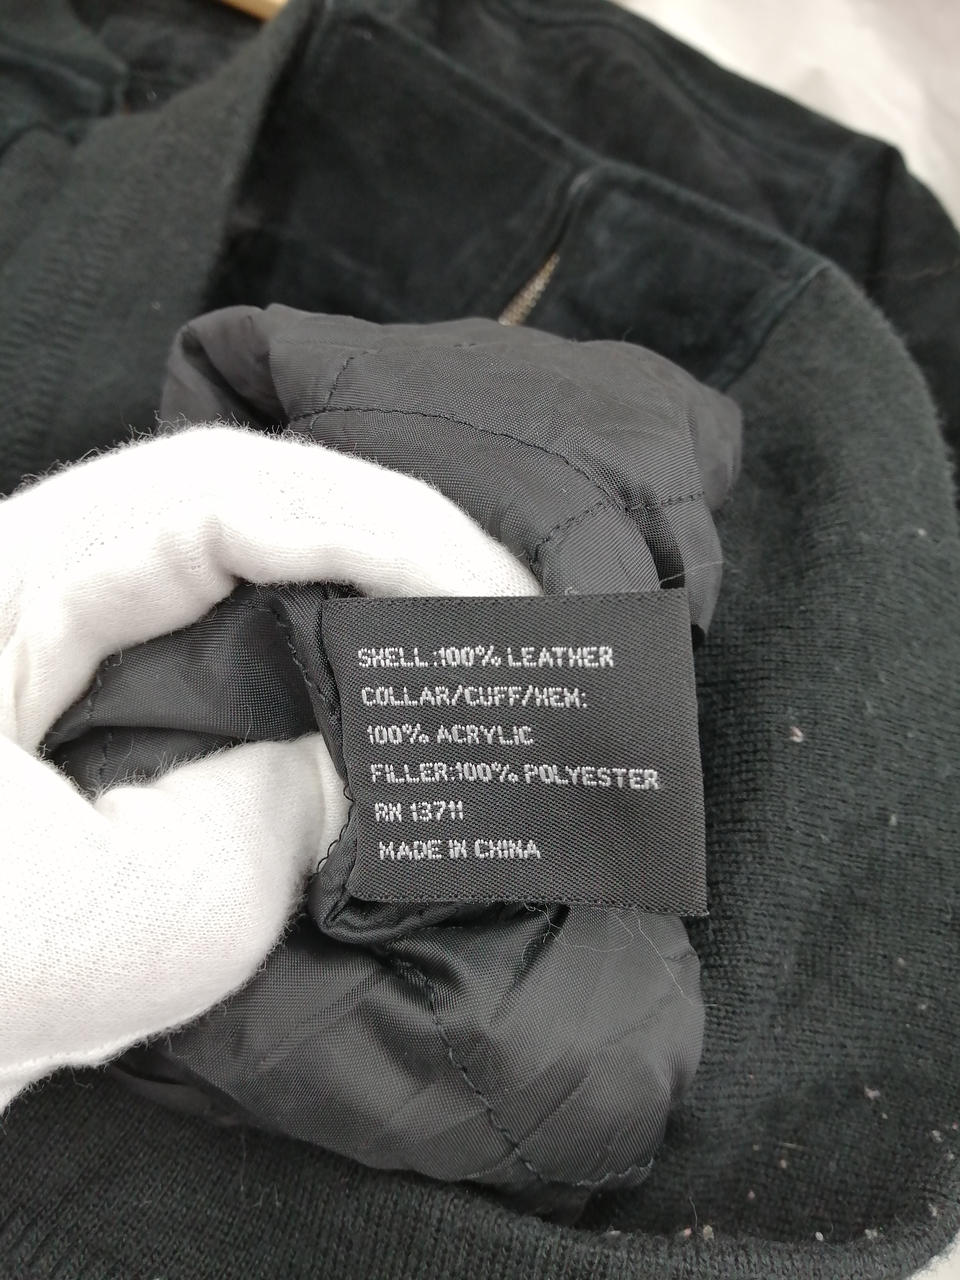 SHELL:100% LEATHER
COLLAR/CUFF/HEM:
100% ACRYLIC
FILLER:100% POLYESTER
RN 13711
MADE IN CHINA